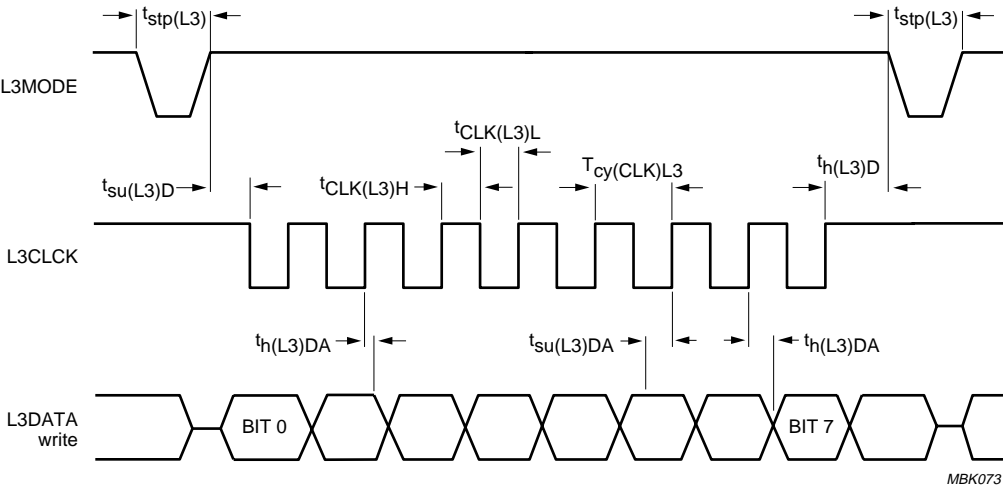 tstp(L3) tstp(L3)
L3MODE
tCLK(L3)L
tsu(L3)D tCLK(L3)H Tcy(CLK)L3 th(L3)D
L3CLCK
th(L3)DA tsu(L3)DA th(L3)DA
L3DATA
write
BIT 0 BIT 7
MBK073